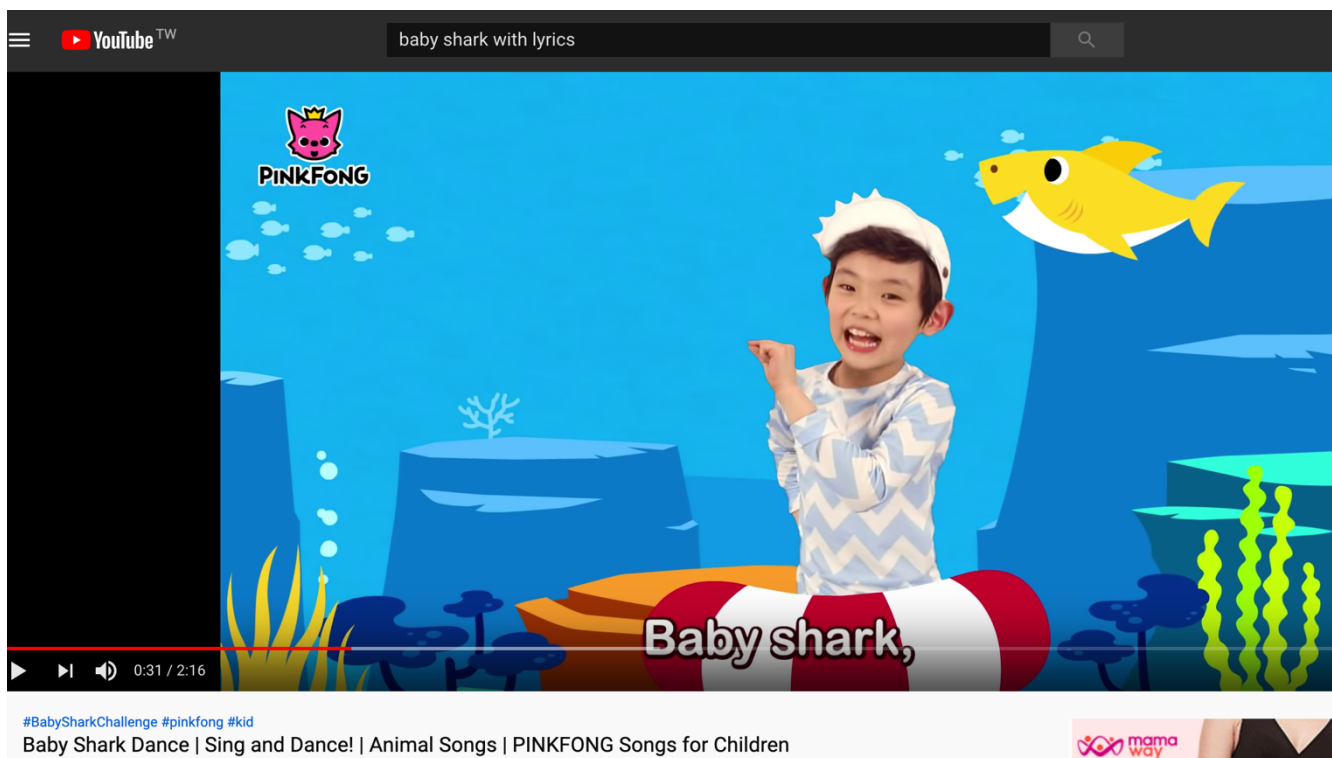 YouTube TW
baby shark with lyrics
PINKFONG
Baby shark,
0:31 / 2:16
#BabySharkChallenge #pinkfong #kid
Baby Shark Dance | Sing and Dance! | Animal Songs | PINKFONG Songs for Children
mama
way